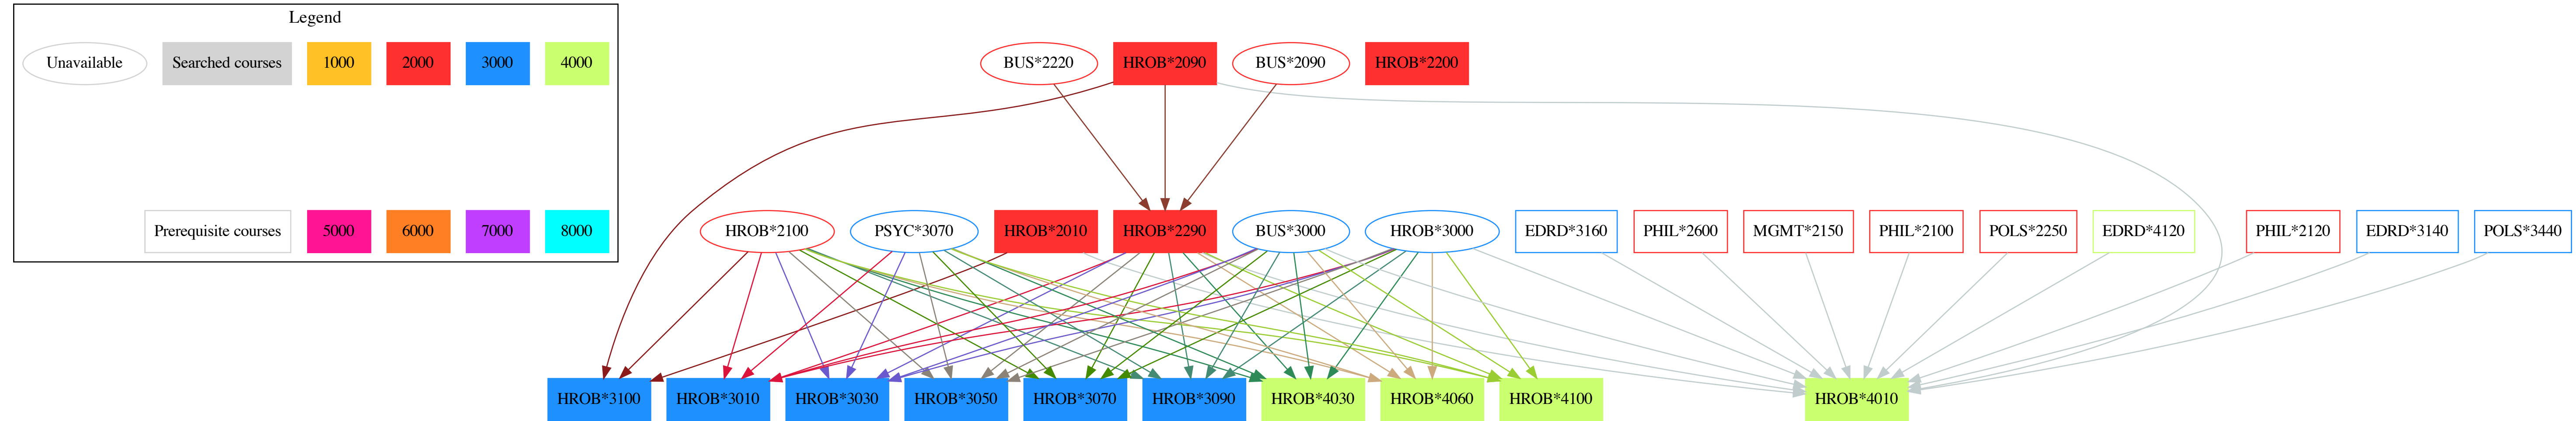 Legend
Unavailable
Searched courses
1000
2000
3000
4000
BUS*2220
HROB*2090
BUS*2090
HROB*2200
Prerequisite courses
5000
6000
7000
8000
HROB*2100
PSYC*3070
HROB*2010
HROB*2290
BUS*3000
HROB*3000
EDRD*3160
PHIL*2600
MGMT*2150
PHIL*2100
POLS*2250
EDRD*4120
PHIL*2120
EDRD*3140
POLS*3440
HROB*3100
HROB*3010
HROB*3030
HROB*3050
HROB*3070
HROB*3090
HROB*4030
HROB*4060
HROB*4100
HROB*4010